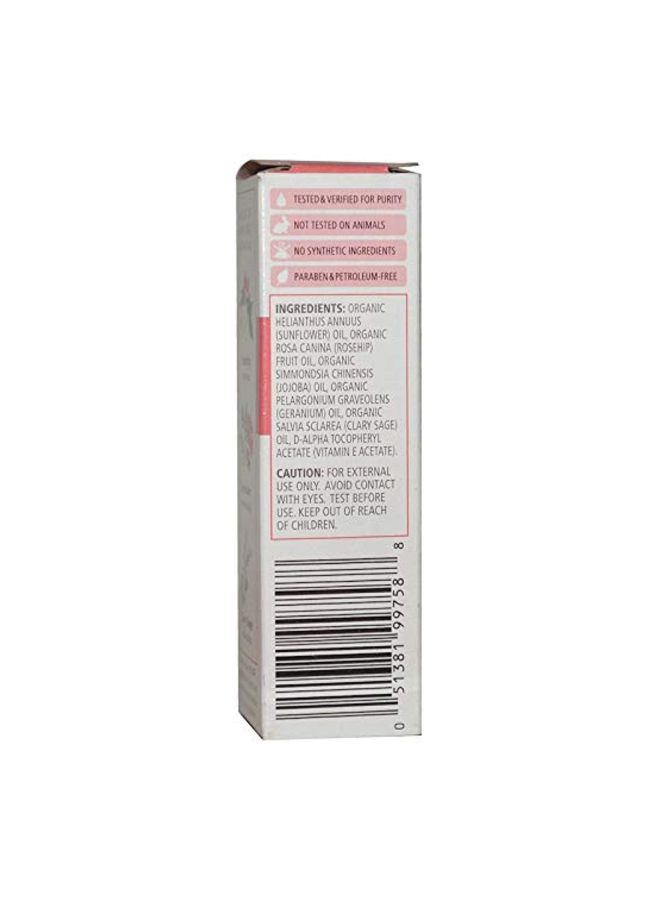 TESTED & VERIFIED FOR PURITY
NOT TESTED ON ANIMALS
NO SYNTHETIC INGREDIENTS
PARABEN & PETROLEUM-FREE
INGREDIENTS: ORGANIC
HELIANTHUS ANNUUS
(SUNFLOWER) OIL, ORGANIC
ROSA CANINA (ROSEHIP)
FRUIT OIL, ORGANIC
SIMMONDSIA CHINENSIS
(JOJOBA) OIL, ORGANIC
PELARGONIUM GRAVEOLENS
(GERANIUM) OIL, ORGANIC
SALVIA SCLAREA (CLARY SAGE)
OIL, D-ALPHA TOCOPHERYL
ACETATE (VITAMIN E ACETATE).
CAUTION: FOR EXTERNAL
USE ONLY. AVOID CONTACT
WITH EYES. TEST BEFORE
USE. KEEP OUT OF REACH
OF CHILDREN.
0 51381 99758 8